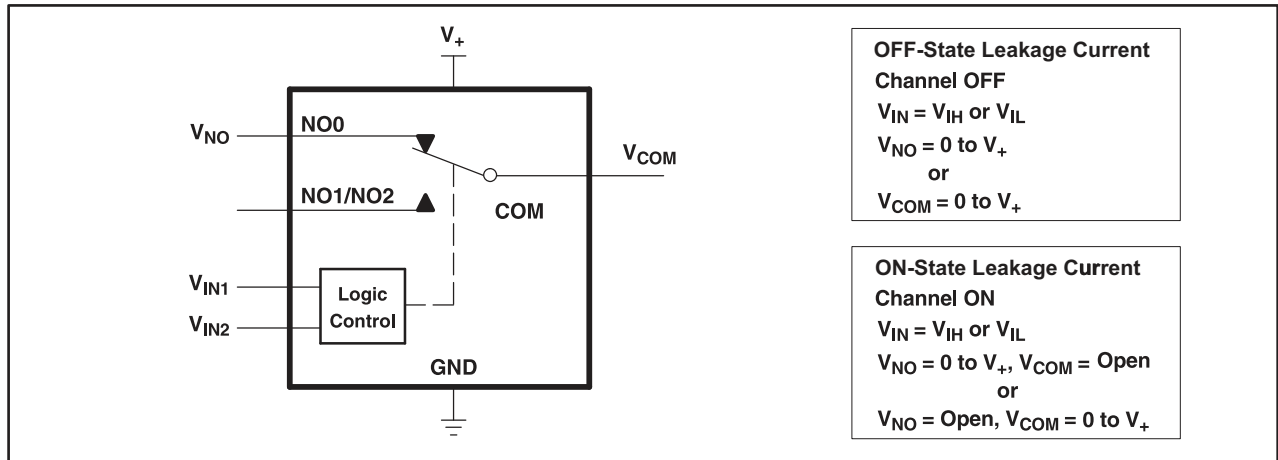 V+
VNO
NO0
VCOM
NO1/NO2
COM
VIN1
VIN2
Logic
Control
GND
OFF-State Leakage Current
Channel OFF
VIN = VIH or VIL
VNO = 0 to V+
or
VCOM = 0 to V+
ON-State Leakage Current
Channel ON
VIN = VIH or VIL
VNO = 0 to V+, VCOM = Open
or
VNO = Open, VCOM = 0 to V+